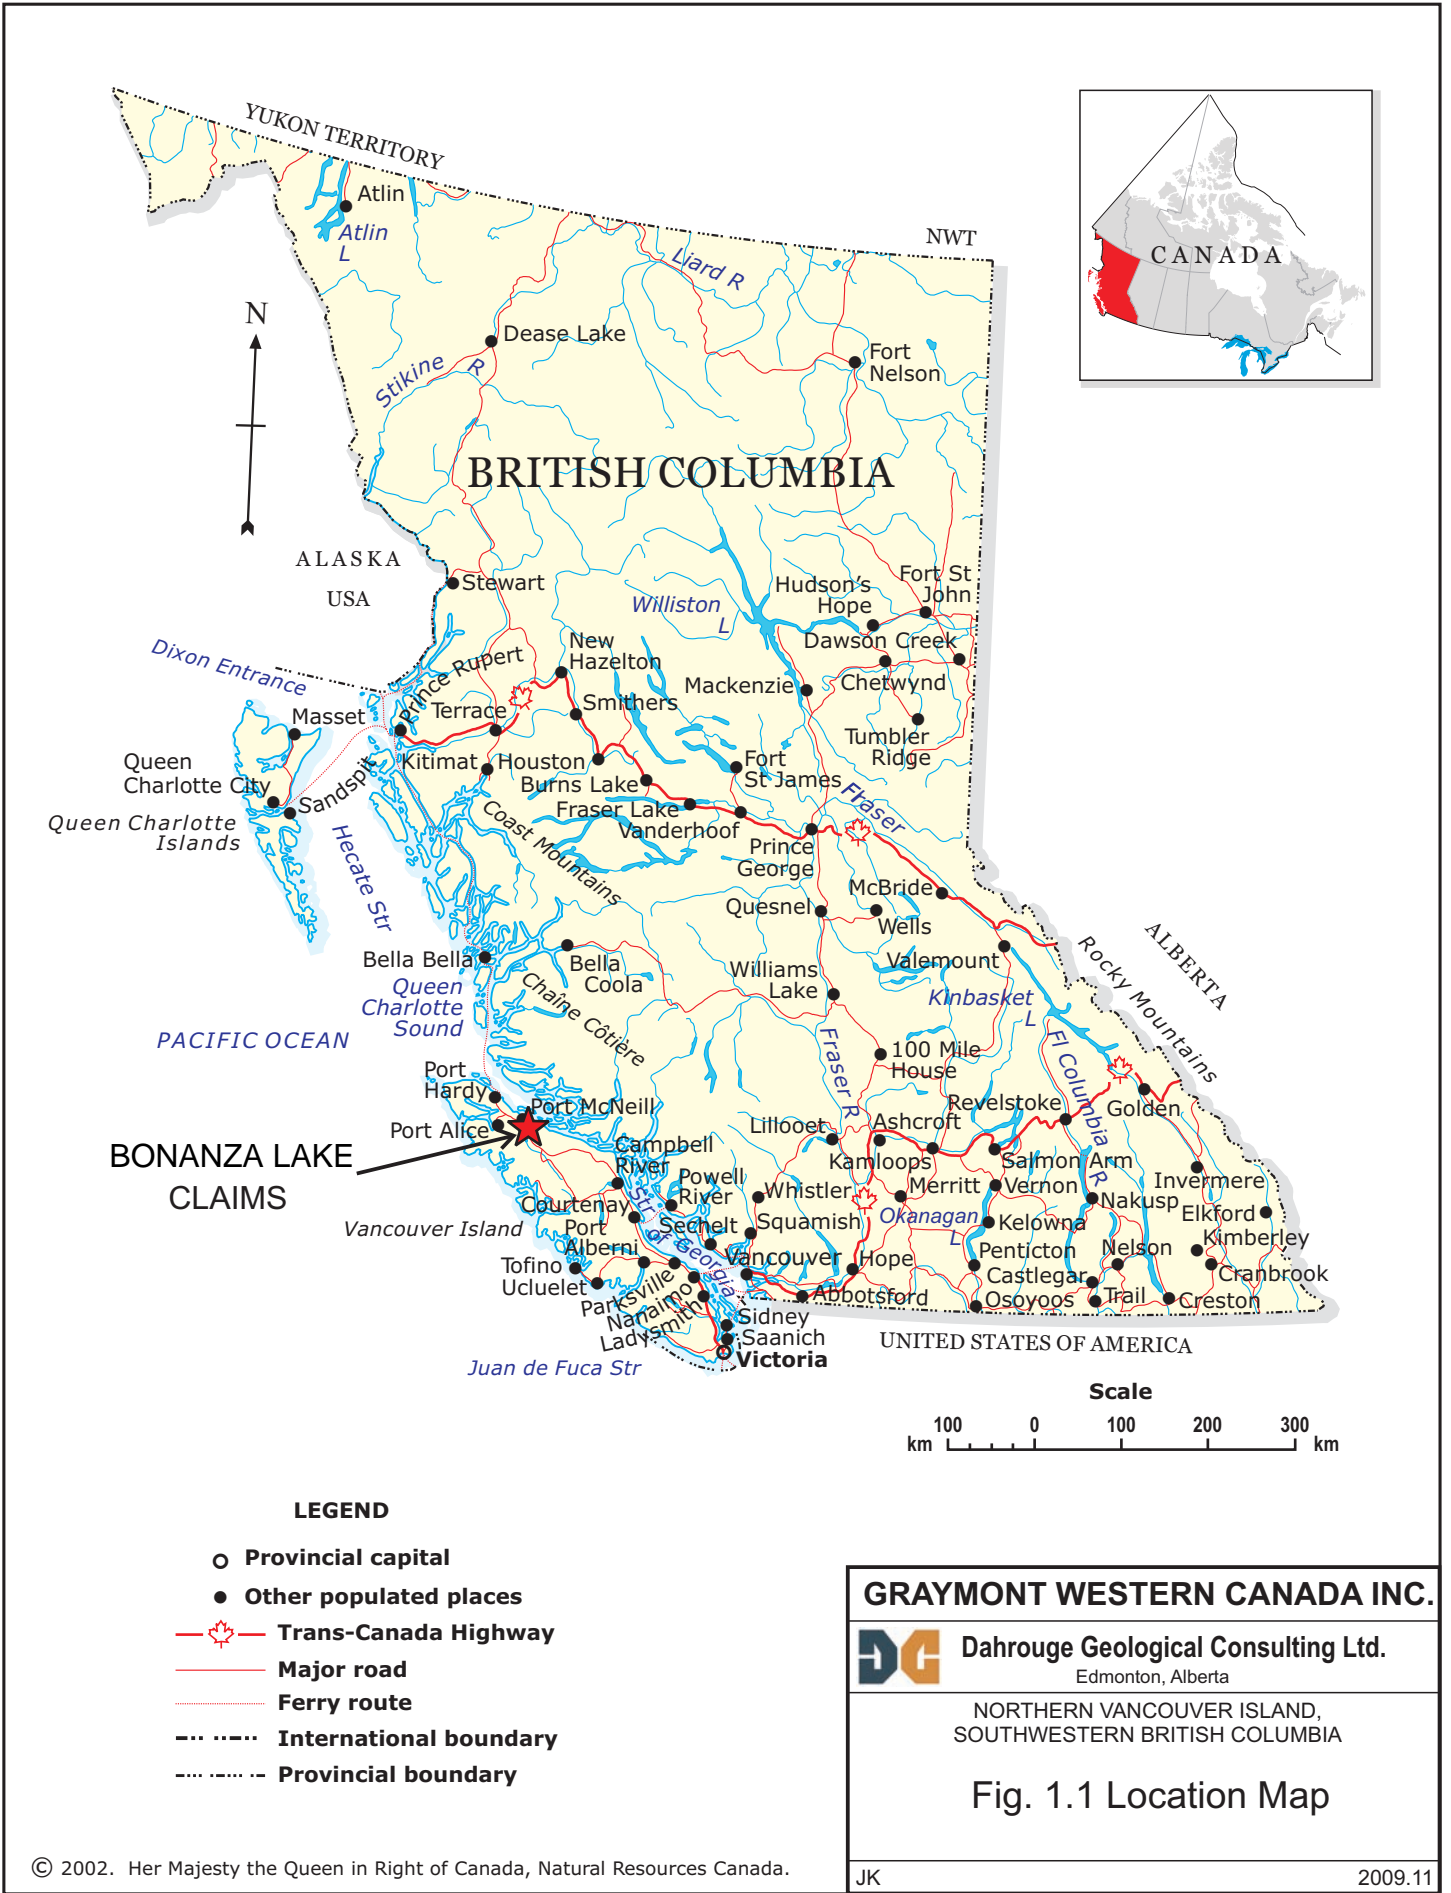 YUKON TERRITORY
NWT
Atlin
Atlin
L
Liard R
CANADA
N
Dease Lake
Stikine
R
Fort
Nelson
BRITISH COLUMBIA
ALASKA
USA
Stewart
Williston
L
Hudson's
Hope
Fort St
John
Dawson Creek
Chetwynd
Dixon Entrance
Prince Rupert
New
Hazelton
Mackenzie
Masset
Terrace
Smithers
Tumbler
Ridge
Queen
Charlotte City
Sandspit
Kitimat
Houston
Burns Lake
Fort
St James
Fraser Lake
Vanderhoof
Fraser
Queen Charlotte
Islands
Hecate Str
Coast Mountains
Prince
George
McBride
Quesnel
Wells
Valemount
ALBERTA
Rocky Mountains
Bella Bella
Bella
Coola
Williams
Lake
Kinbasket
L
Queen
Charlotte
Sound
Chaîne Côtière
PACIFIC OCEAN
Fraser R
100 Mile
House
Fl Columbia R
Port
Hardy
Port McNeill
Port Alice
Lillooet
Ashcroft
Revelstoke
Golden
BONANZA LAKE
CLAIMS
Campbell
River
Kamloops
Salmon Arm
Powell
River
Whistler
Merritt
Vernon
Nakusp
Invermere
Courtenay
Str of Georgia
Sechelt
Squamish
Okanagan
L
Kelowna
Elkford
Vancouver Island
Port
Alberni
Vancouver
Hope
Penticton
Nelson
Kimberley
Tofino
Ucluelet
Castlegar
Cranbrook
Parksville
Nanaimo
Ladysmith
Abbotsford
Osoyoos
Trail
Creston
Sidney
Saanich
Victoria
Juan de Fuca Str
UNITED STATES OF AMERICA
Scale
100 0 100 200 300
km km
LEGEND
Provincial capital
Other populated places
Trans-Canada Highway
Major road
Ferry route
International boundary
Provincial boundary
GRAYMONT WESTERN CANADA INC.
DG
Dahrouge Geological Consulting Ltd.
Edmonton, Alberta
NORTHERN VANCOUVER ISLAND,
SOUTHWESTERN BRITISH COLUMBIA
Fig. 1.1 Location Map
© 2002. Her Majesty the Queen in Right of Canada, Natural Resources Canada.
JK 2009.11